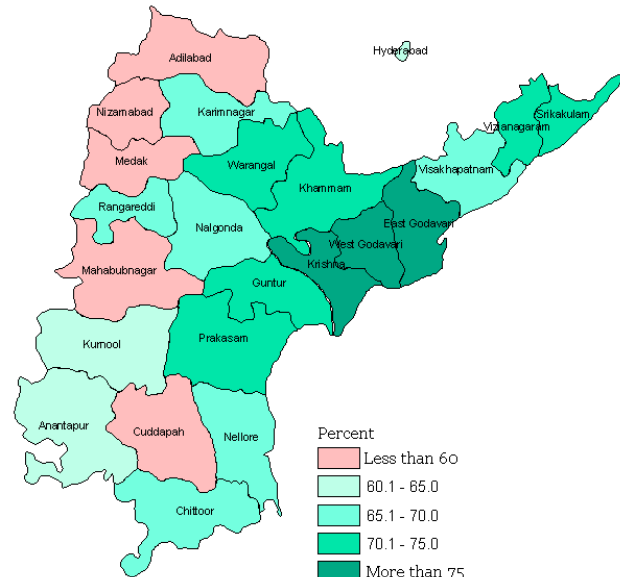 Adilabad
Hyderabad
Nizamabad
Karimnagar
Srikakulam
Vizianagaram
Medak
Warangal
Visakhapatnam
Khammam
Rangareddi
Nalgonda
East Godavari
West Godavari
Krishna
Mahabubnagar
Guntur
Kurnool
Prakasam
Anantapur
Cuddapah
Nellore
Chittoor
Percent
Less than 60
60.1 - 65.0
65.1 - 70.0
70.1 - 75.0
More than 75